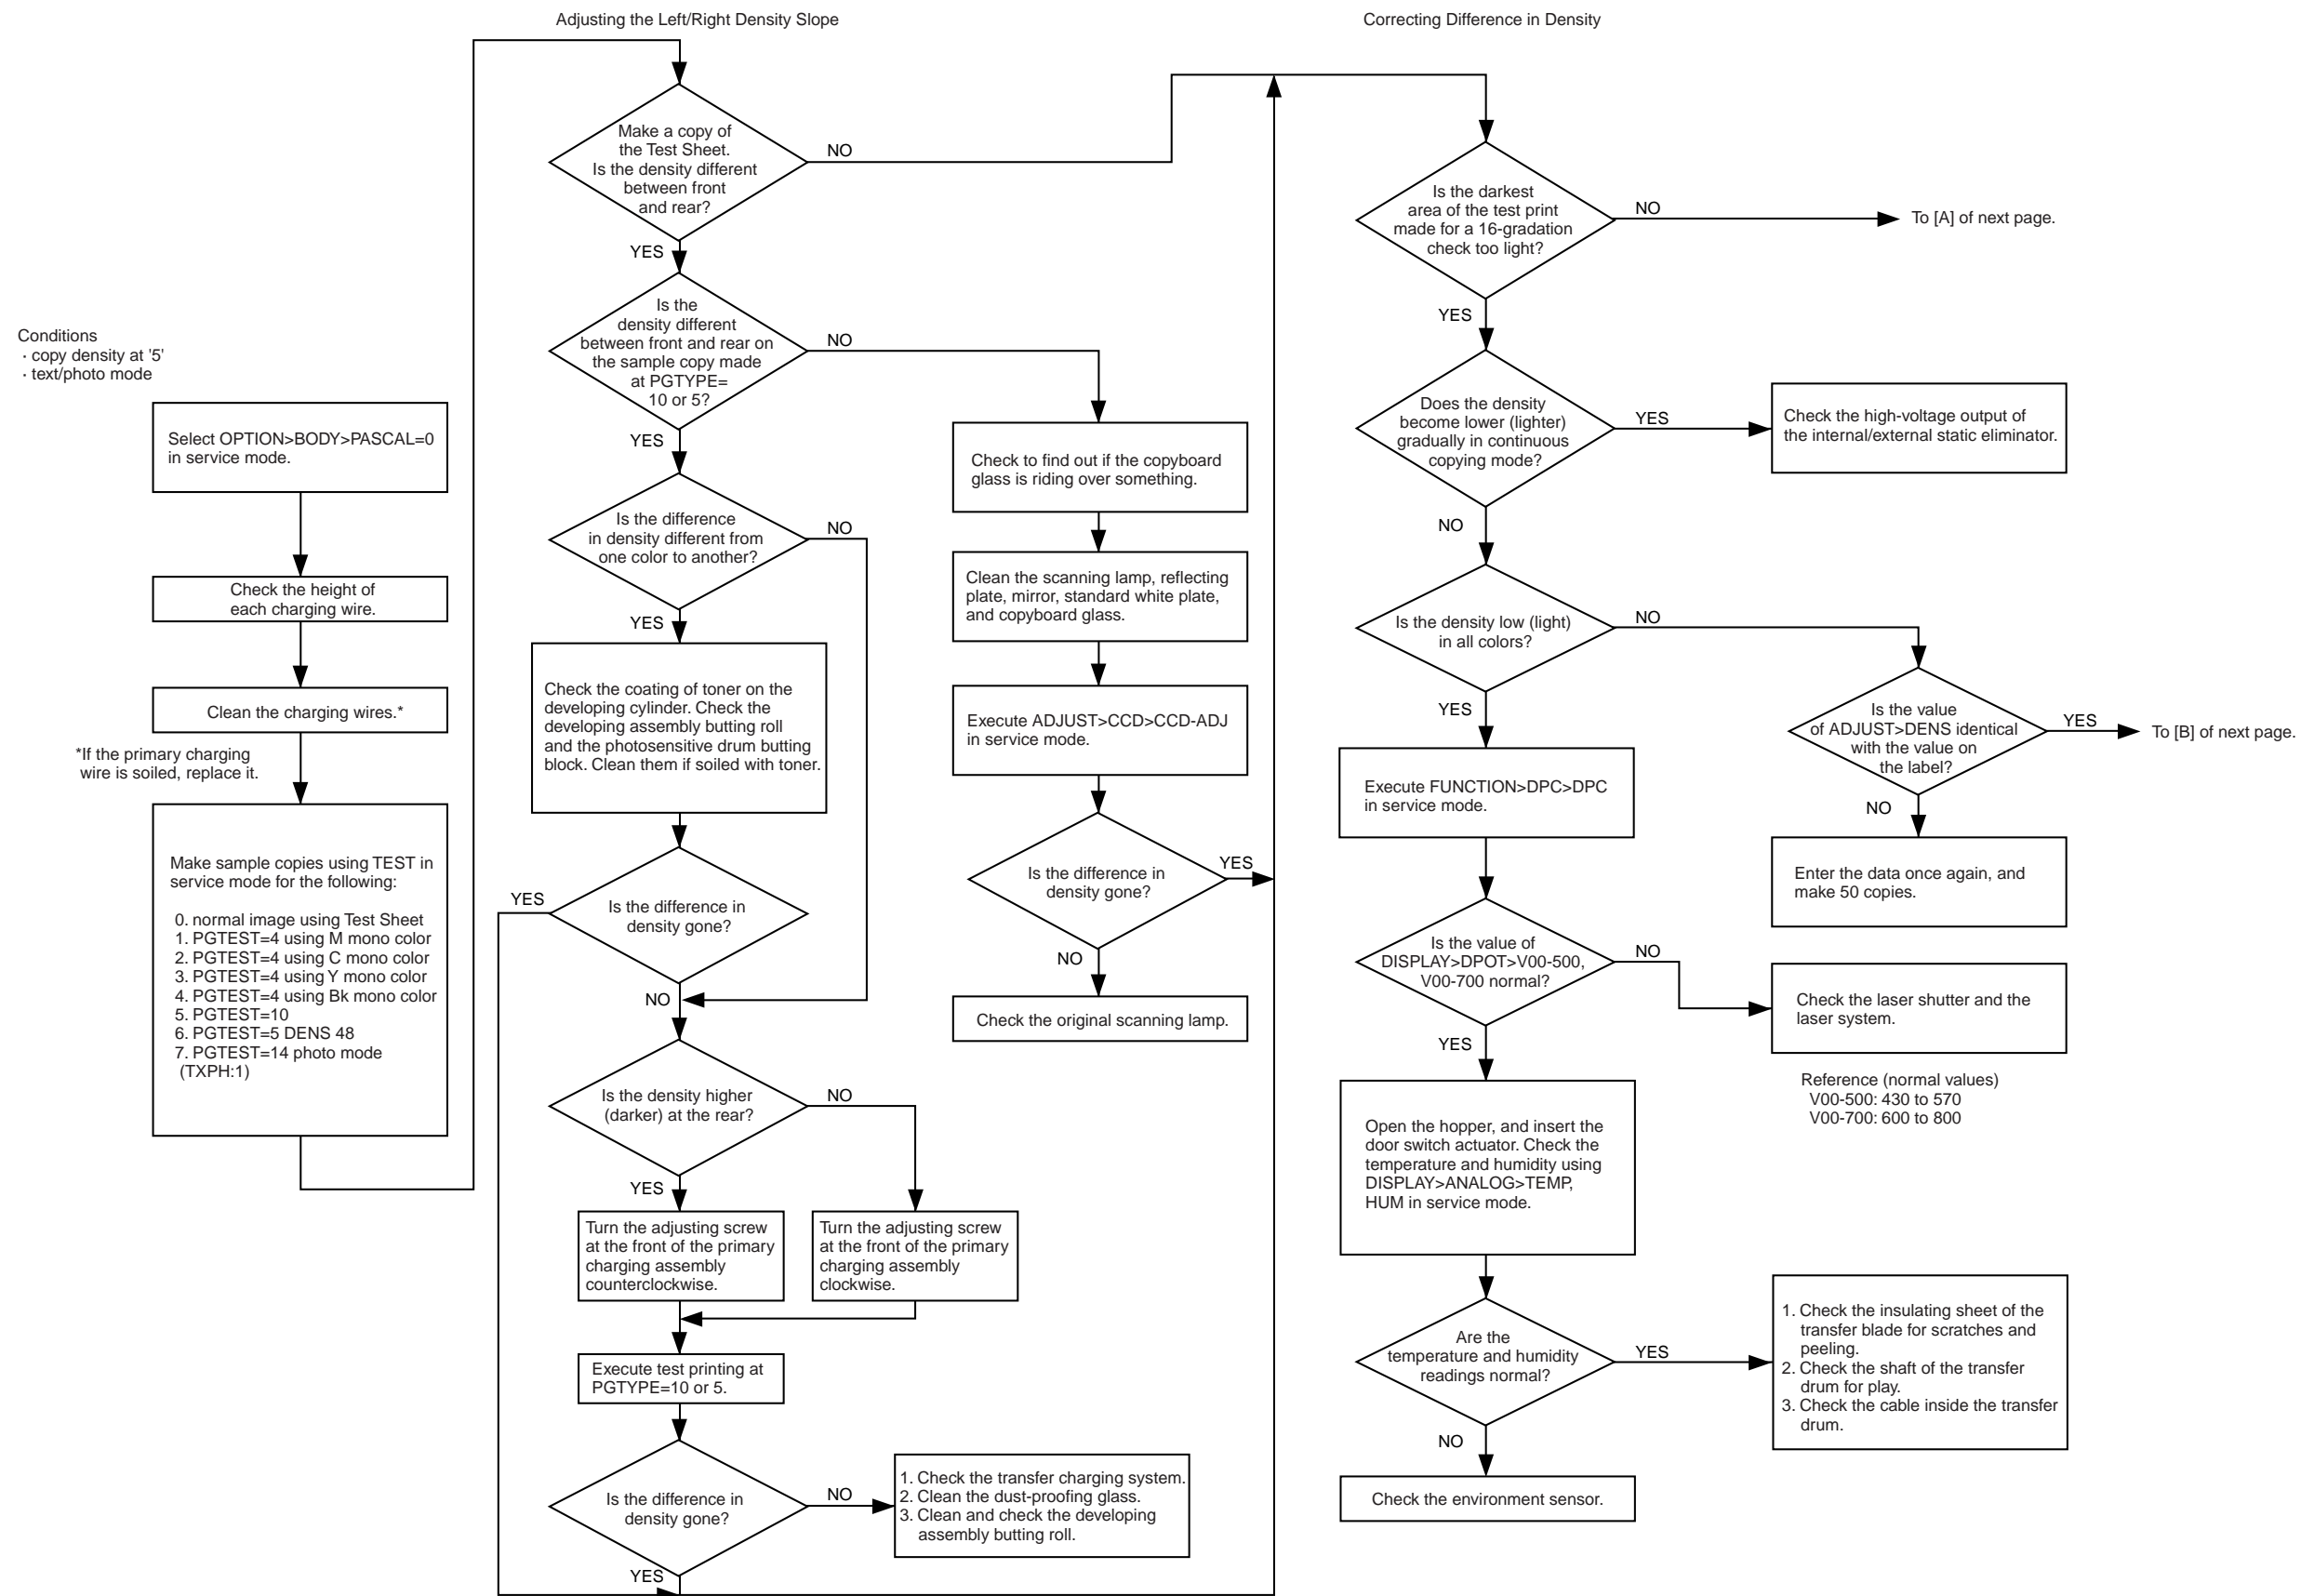 Adjusting the Left/Right Density Slope
Correcting Difference in Density
Conditions
· copy density at '5'
· text/photo mode
Select OPTION>BODY>PASCAL=0
in service mode.
Check the height of
each charging wire.
Clean the charging wires.*
*If the primary charging
wire is soiled, replace it.
Make sample copies using TEST in
service mode for the following:
0. normal image using Test Sheet
1. PGTEST=4 using M mono color
2. PGTEST=4 using C mono color
3. PGTEST=4 using Y mono color
4. PGTEST=4 using Bk mono color
5. PGTEST=10
6. PGTEST=5 DENS 48
7. PGTEST=14 photo mode
(TXPH:1)
Make a copy of
the Test Sheet.
Is the density different
between front
and rear?
NO
YES
Is the
density different
between front and rear on
the sample copy made
at PGTYPE=
10 or 5?
NO
YES
Is the difference
in density different from
one color to another?
NO
YES
Check the coating of toner on the
developing cylinder. Check the
developing assembly butting roll
and the photosensitive drum butting
block. Clean them if soiled with toner.
Is the difference in
density gone?
YES
NO
Is the density higher
(darker) at the rear?
NO
YES
Turn the adjusting screw
at the front of the primary
charging assembly
counterclockwise.
Turn the adjusting screw
at the front of the primary
charging assembly
clockwise.
Execute test printing at
PGTYPE=10 or 5.
Is the difference in
density gone?
NO
YES
1. Check the transfer charging system.
2. Clean the dust-proofing glass.
3. Clean and check the developing
assembly butting roll.
Check to find out if the copyboard
glass is riding over something.
Clean the scanning lamp, reflecting
plate, mirror, standard white plate,
and copyboard glass.
Execute ADJUST>CCD>CCD-ADJ
in service mode.
Is the difference in
density gone?
YES
NO
Check the original scanning lamp.
Is the darkest
area of the test print
made for a 16-gradation
check too light?
NO
To [A] of next page.
YES
Does the density
become lower (lighter)
gradually in continuous
copying mode?
YES
Check the high-voltage output of
the internal/external static eliminator.
NO
Is the density low (light)
in all colors?
NO
YES
Is the value
of ADJUST>DENS identical
with the value on
the label?
YES
To [B] of next page.
NO
Enter the data once again, and
make 50 copies.
Execute FUNCTION>DPC>DPC
in service mode.
Is the value of
DISPLAY>DPOT>V00-500,
V00-700 normal?
NO
YES
Check the laser shutter and the
laser system.
Reference (normal values)
V00-500: 430 to 570
V00-700: 600 to 800
Open the hopper, and insert the
door switch actuator. Check the
temperature and humidity using
DISPLAY>ANALOG>TEMP,
HUM in service mode.
Are the
temperature and humidity
readings normal?
YES
NO
1. Check the insulating sheet of the
transfer blade for scratches and
peeling.
2. Check the shaft of the transfer
drum for play.
3. Check the cable inside the transfer
drum.
Check the environment sensor.